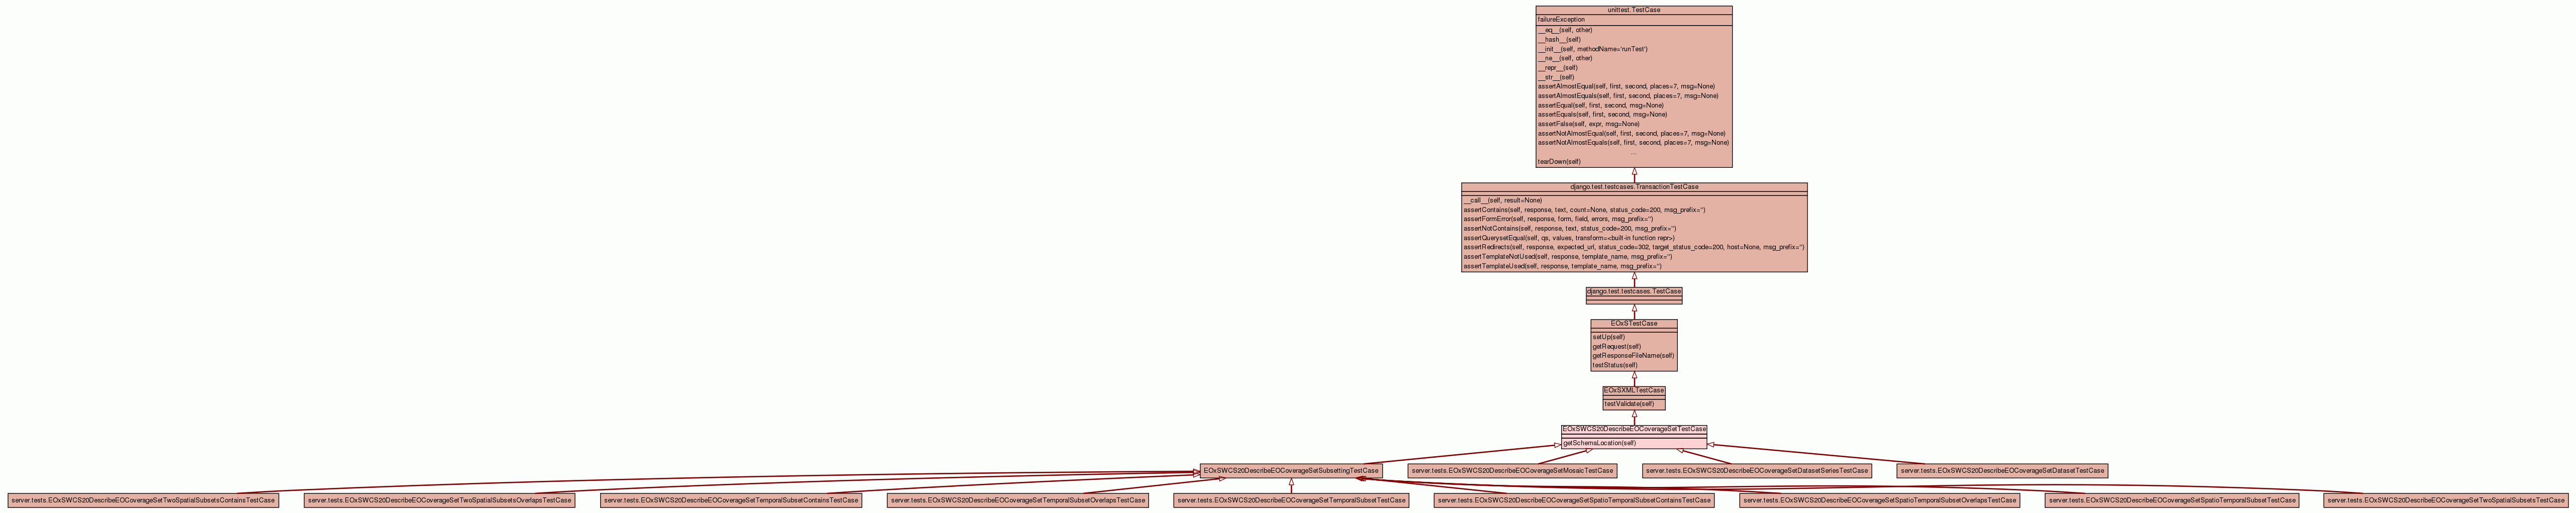 unittest.TestCase
failureException
__eq__(self, other)
__hash__(self)
__init__(self, methodName='runTest')
__ne__(self, other)
__repr__(self)
__str__(self)
assertAlmostEqual(self, first, second, places=7, msg=None)
assertAlmostEquals(self, first, second, places=7, msg=None)
assertEqual(self, first, second, msg=None)
assertEquals(self, first, second, msg=None)
assertFalse(self, expr, msg=None)
assertNotAlmostEqual(self, first, second, places=7, msg=None)
assertNotAlmostEquals(self, first, second, places=7, msg=None)
...
tearDown(self)
django.test.testcases.TransactionTestCase
__call__(self, result=None)
assertContains(self, response, text, count=None, status_code=200, msg_prefix='')
assertFormError(self, response, form, field, errors, msg_prefix='')
assertNotContains(self, response, text, status_code=200, msg_prefix='')
assertQuerysetEqual(self, qs, values, transform=<built-in function repr>)
assertRedirects(self, response, expected_url, status_code=302, target_status_code=200, host=None, msg_prefix='')
assertTemplateNotUsed(self, response, template_name, msg_prefix='')
assertTemplateUsed(self, response, template_name, msg_prefix='')
django.test.testcases.TestCase
EOxSTestCase
setUp(self)
getRequest(self)
getResponseFileName(self)
testStatus(self)
EOxSXMLTestCase
testValidate(self)
EOxSWCS20DescribeEOCoverageSetTestCase
getSchemaLocation(self)
EOxSWCS20DescribeEOCoverageSetSubsettingTestCase
server.tests.EOxSWCS20DescribeEOCoverageSetMosaicTestCase
server.tests.EOxSWCS20DescribeEOCoverageSetDatasetSeriesTestCase
server.tests.EOxSWCS20DescribeEOCoverageSetDatasetTestCase
server.tests.EOxSWCS20DescribeEOCoverageSetTwoSpatialSubsetsContainsTestCase
server.tests.EOxSWCS20DescribeEOCoverageSetTwoSpatialSubsetsOverlapsTestCase
server.tests.EOxSWCS20DescribeEOCoverageSetTemporalSubsetContainsTestCase
server.tests.EOxSWCS20DescribeEOCoverageSetTemporalSubsetOverlapsTestCase
server.tests.EOxSWCS20DescribeEOCoverageSetTemporalSubsetTestCase
server.tests.EOxSWCS20DescribeEOCoverageSetSpatioTemporalSubsetContainsTestCase
server.tests.EOxSWCS20DescribeEOCoverageSetSpatioTemporalSubsetOverlapsTestCase
server.tests.EOxSWCS20DescribeEOCoverageSetSpatioTemporalSubsetTestCase
server.tests.EOxSWCS20DescribeEOCoverageSetTwoSpatialSubsetsTestCase